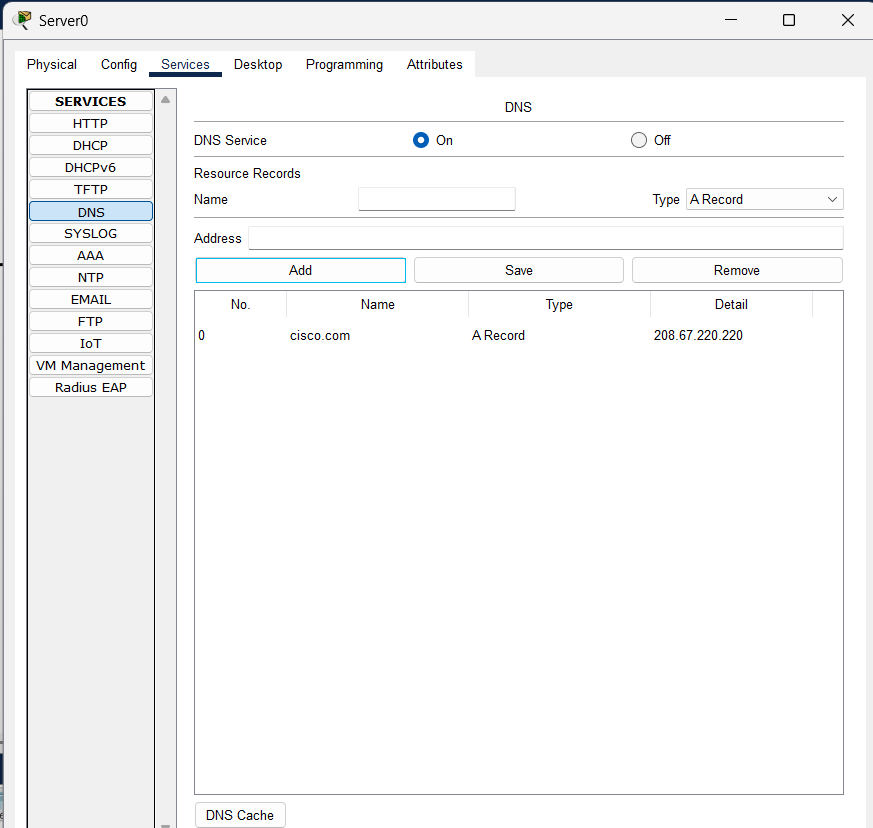 Server0
Physical Config Services Desktop Programming Attributes
SERVICES
HTTP
DHCP
DHCPv6
TFTP
DNS
SYSLOG
AAA
NTP
EMAIL
FTP
IoT
VM Management
Radius EAP
DNS
DNS Service On Off
Resource Records
Name Type A Record
Address
Add Save Remove
No. Name Type Detail
0 cisco.com A Record 208.67.220.220
DNS Cache